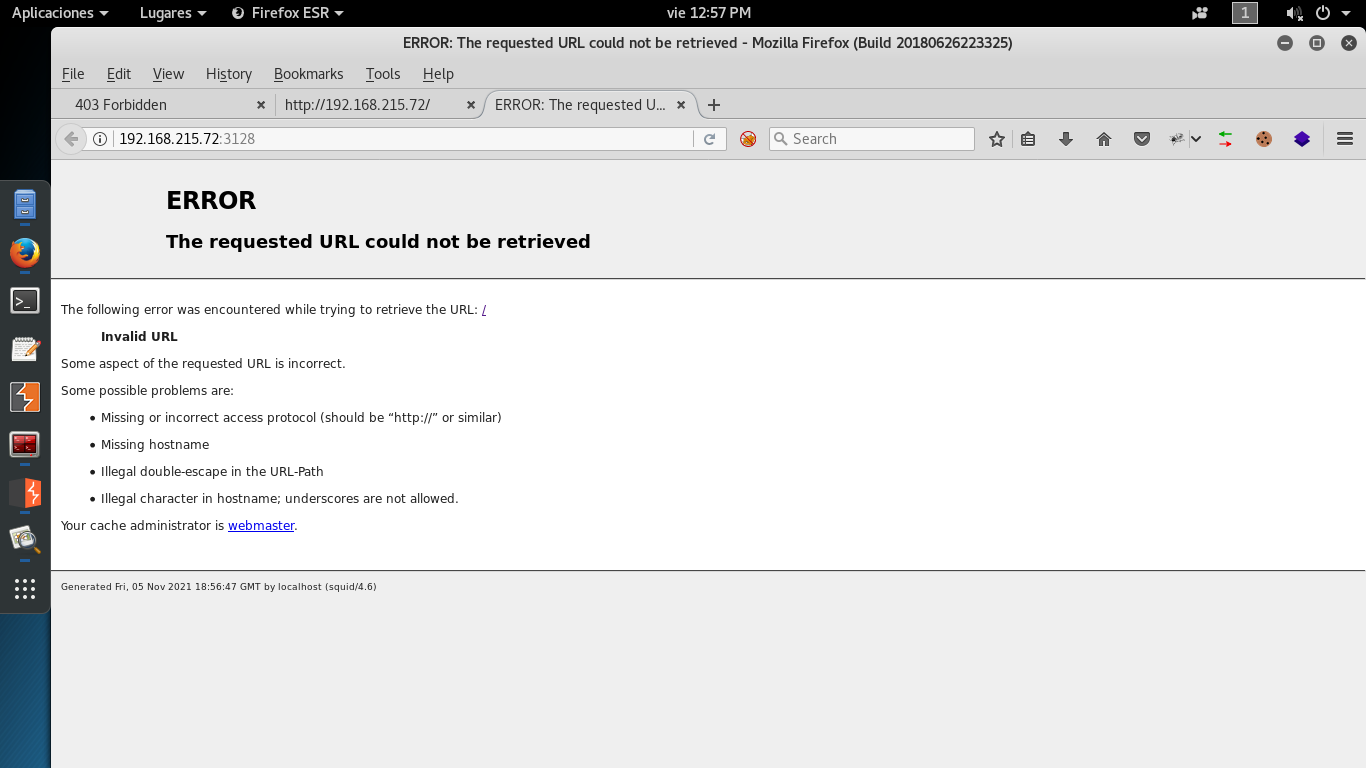 Aplicaciones Lugares Firefox ESR vie 12:57 PM 1
ERROR: The requested URL could not be retrieved - Mozilla Firefox (Build 20180626223325)
File Edit View History Bookmarks Tools Help
403 Forbidden http://192.168.215.72/ ERROR: The requested U...
192.168.215.72:3128 Search
ERROR
The requested URL could not be retrieved
The following error was encountered while trying to retrieve the URL: /
Invalid URL
Some aspect of the requested URL is incorrect.
Some possible problems are:
• Missing or incorrect access protocol (should be “http://” or similar)
• Missing hostname
• Illegal double-escape in the URL-Path
• Illegal character in hostname; underscores are not allowed.
Your cache administrator is webmaster.
Generated Fri, 05 Nov 2021 18:56:47 GMT by localhost (squid/4.6)